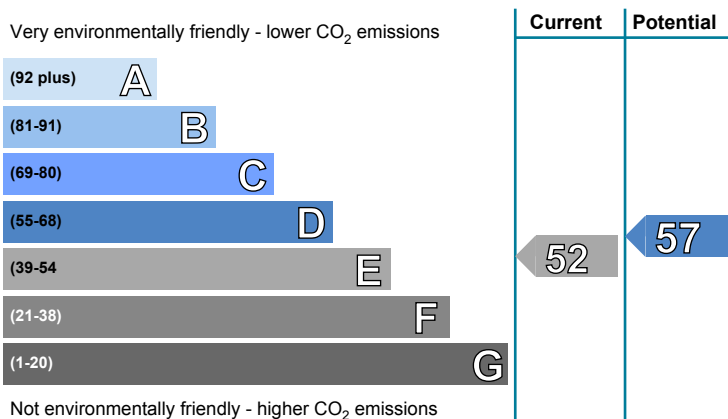 Very environmentally friendly - lower CO2 emissions
Current
Potential
(92 plus) A
(81-91) B
(69-80) C
(55-68) D
(39-54 E
(21-38) F
(1-20) G
52
57
Not environmentally friendly - higher CO2 emissions